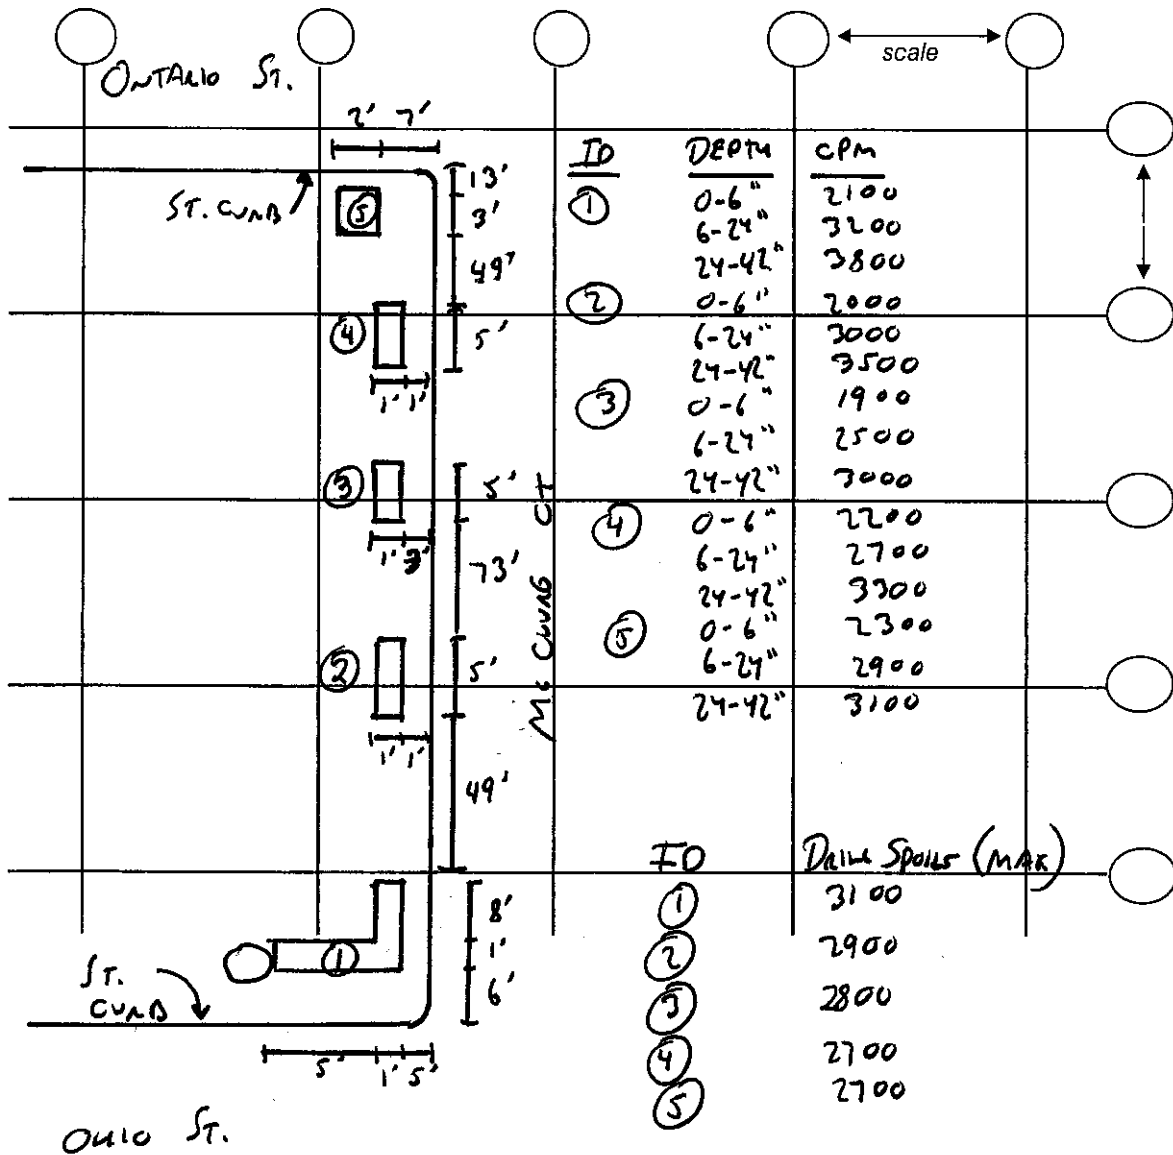 scale
ONTARIO ST.
2' 7'
ST. CURB
5
13'
3'
49'
4
5'
1' 1'
3
5'
1' 3'
73'
2
5'
1' 1'
49'
MC CLURG CT
8'
1
1'
6'
ST.
CURB
5' 1' 5'
OHIO ST.
ID DEPTH CPM
1 0-6" 2100
6-24" 3200
24-42" 3800
2 0-6" 2000
6-24" 3000
24-42" 3500
3 0-6" 1900
6-24" 2500
24-42" 3000
4 0-6" 2200
6-24" 2700
24-42" 3300
5 0-6" 2300
6-24" 2900
24-42" 3100
ID DRILL SPOILS (MAX)
1 3100
2 2900
3 2800
4 2700
5 2700